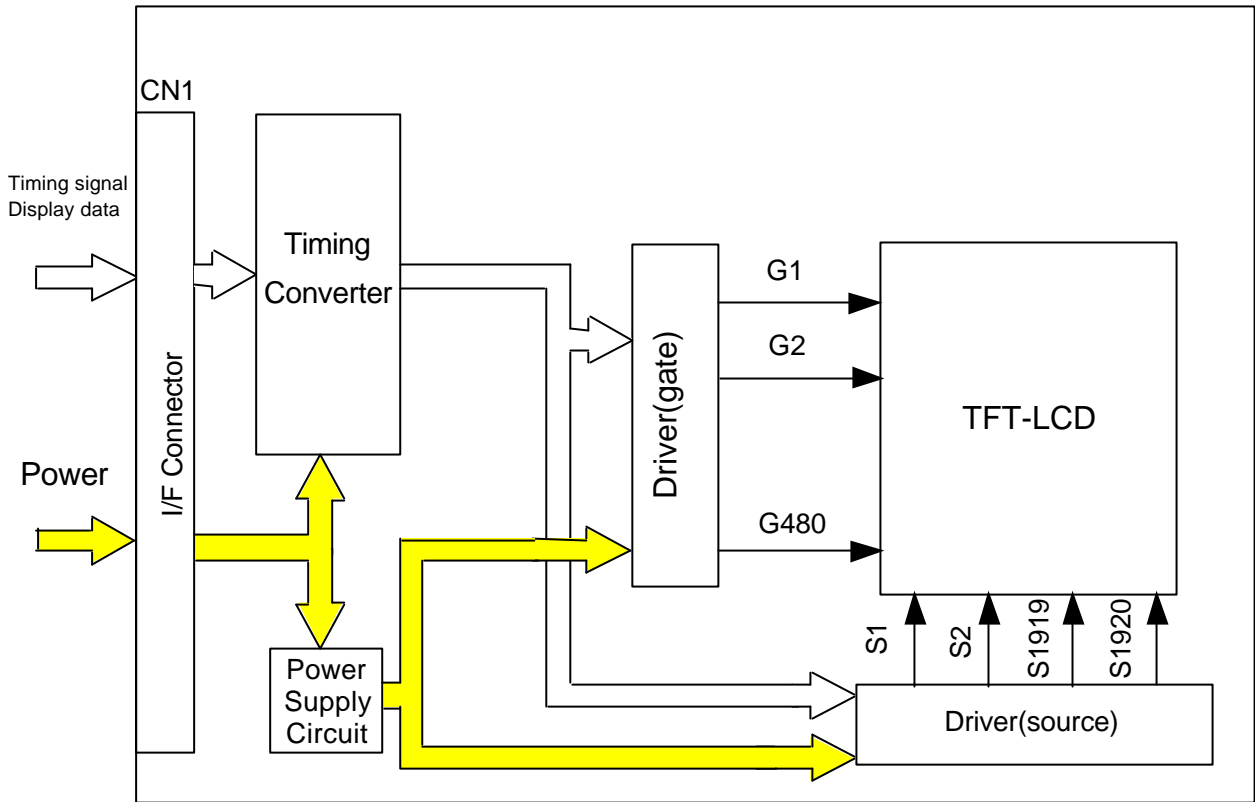 CN1
Timing signal
Display data
Timing
Converter
I/F Connector
Power
Driver(gate)
G1
G2
G480
TFT-LCD
S1
S2
S1919
S1920
Power
Supply
Circuit
Driver(source)